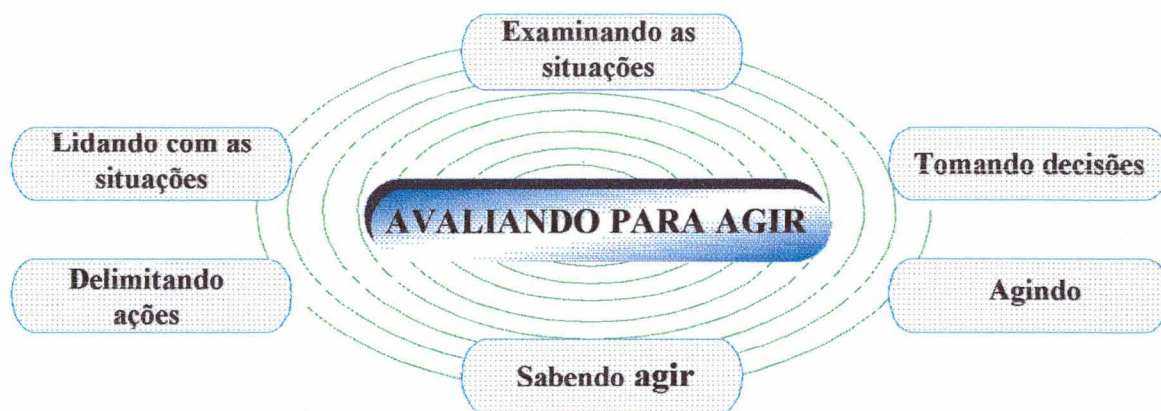 Examinando as
situações
Lidando com as
situações
Tomando decisões
AVALIANDO PARA AGIR
Delimitando
ações
Agindo
Sabendo agir